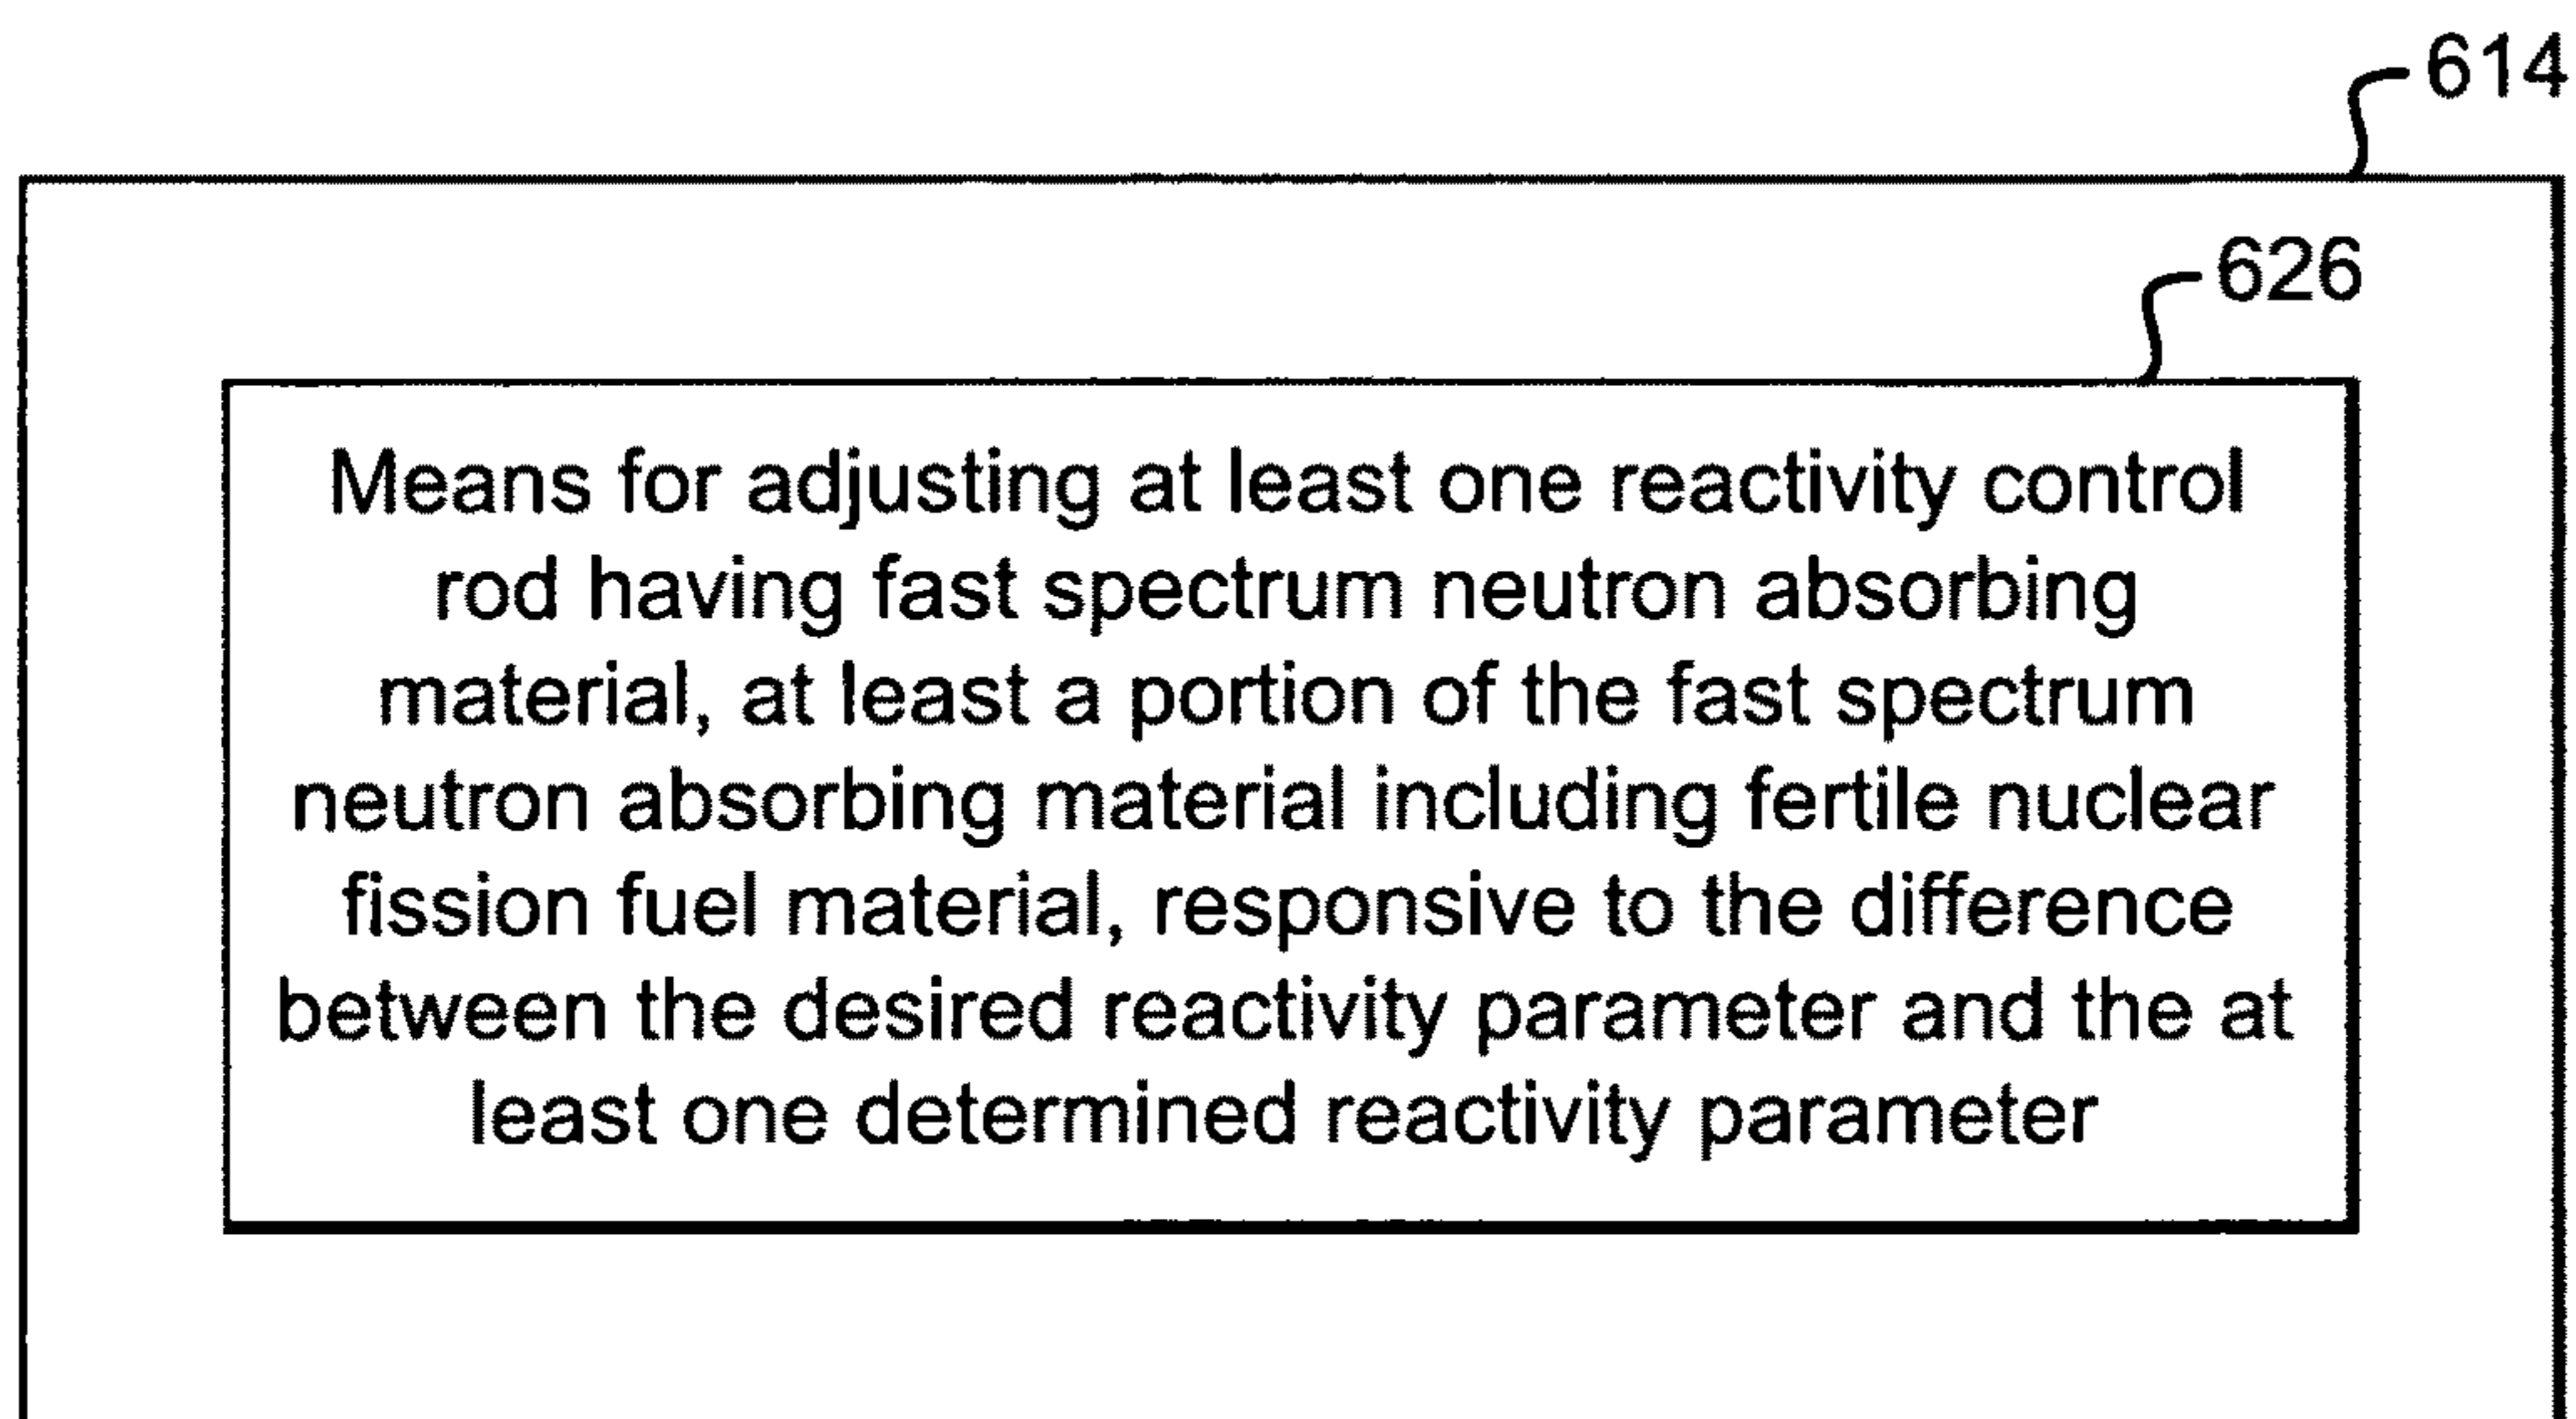 614
626
Means for adjusting at least one reactivity control
rod having fast spectrum neutron absorbing
material, at least a portion of the fast spectrum
neutron absorbing material including fertile nuclear
fission fuel material, responsive to the difference
between the desired reactivity parameter and the at
least one determined reactivity parameter